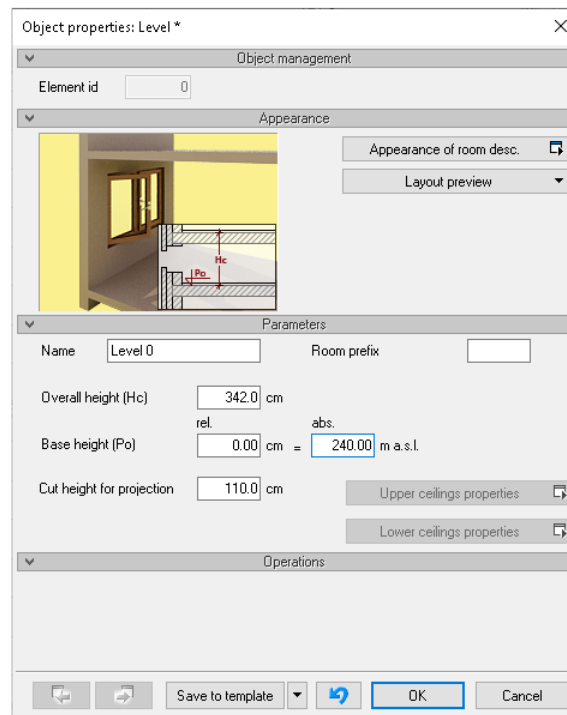 Object properties: Level *
Object management
Element id 0
Appearance
Appearance of room desc.
Layout preview
Hc
Po
Parameters
Name Level 0 Room prefix
Overall height (Hc) 342.0 cm
rel. abs.
Base height (Po) 0.00 cm = 240.00 m a.s.l.
Cut height for projection 110.0 cm
Upper ceilings properties
Lower ceilings properties
Operations
Save to template OK Cancel